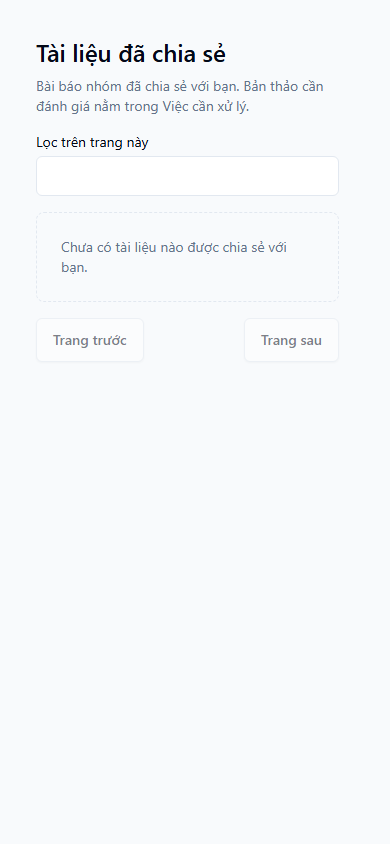 Tài liệu đã chia sẻ
Bài báo nhóm đã chia sẻ với bạn. Bản thảo cần
đánh giá nằm trong Việc cần xử lý.
Lọc trên trang này
Chưa có tài liệu nào được chia sẻ với
bạn.
Trang trước
Trang sau